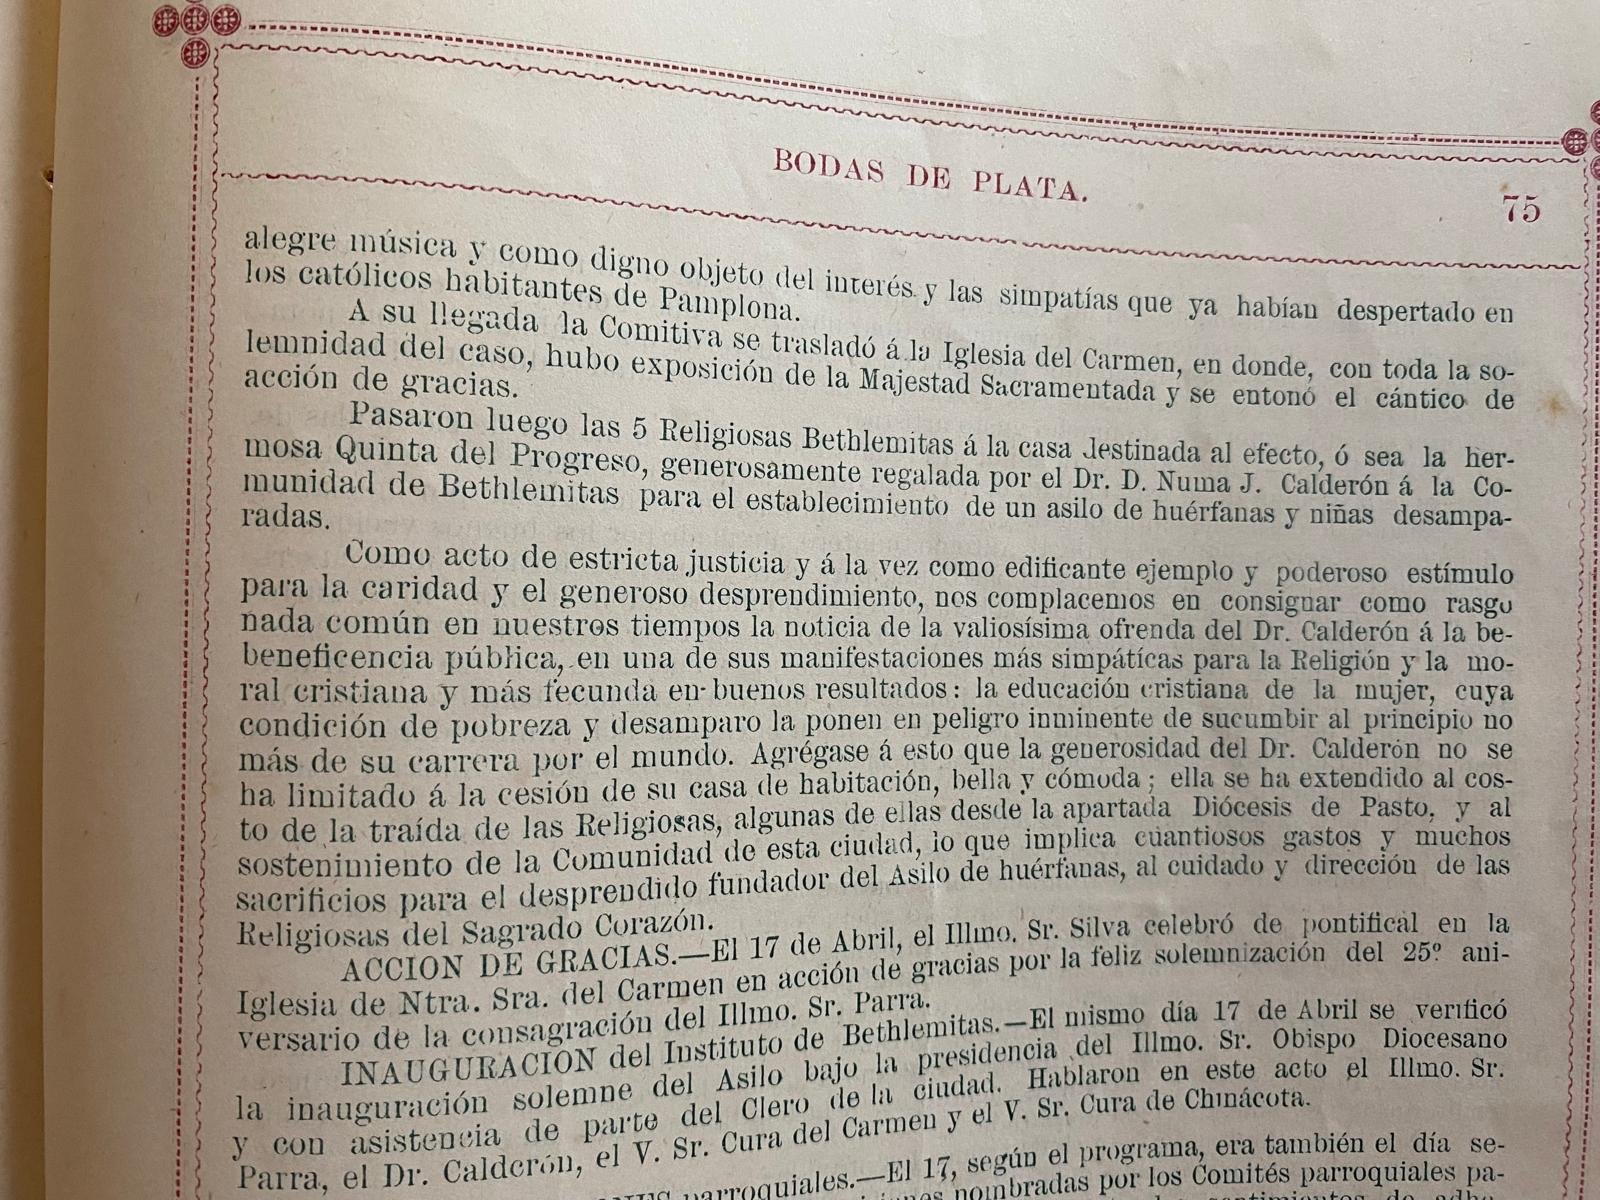 BODAS DE PLATA.
75
alegre música y como digno objeto del interés y las simpatías que ya habían despertado en
los católicos habitantes de Pamplona.
A su llegada la Comitiva se trasladó á la Iglesia del Carmen, en donde, con toda la so-
lemnidad del caso, hubo exposición de la Majestad Sacramentada y se entonó el cántico de
acción de gracias.
Pasaron luego las 5 Religiosas Bethlemitas á la casa destinada al efecto, ó sea la her-
mosa Quinta del Progreso, generosamente regalada por el Dr. D. Numa J. Calderón á la Co-
munidad de Bethlemitas para el establecimiento de un asilo de huérfanas y niñas desampa-
radas.
Como acto de estricta justicia y á la vez como edificante ejemplo y poderoso estímulo
para la caridad y el generoso desprendimiento, nos complacemos en consignar como rasgo
nada común en nuestros tiempos la noticia de la valiosísima ofrenda del Dr. Calderón á la be-
beneficencia pública, en una de sus manifestaciones más simpáticas para la Religión y la mo-
ral cristiana y más fecunda en buenos resultados: la educación cristiana de la mujer, cuya
condición de pobreza y desamparo la ponen en peligro inminente de sucumbir al principio no
más de su carrera por el mundo. Agrégase á esto que la generosidad del Dr. Calderón no se
ha limitado á la cesión de su casa de habitación, bella y cómoda; ella se ha extendido al cos-
to de la traída de las Religiosas, algunas de ellas desde la apartada Diócesis de Pasto, y al
sostenimiento de la Comunidad de esta ciudad, lo que implica cuantiosos gastos y muchos
sacrificios para el desprendido fundador del Asilo de huérfanas, al cuidado y dirección de las
Religiosas del Sagrado Corazón.
ACCION DE GRACIAS.—El 17 de Abril, el Illmo. Sr. Silva celebró de pontifical en la
Iglesia de Ntra. Sra. del Carmen en acción de gracias por la feliz solemnización del 25º ani-
versario de la consagración del Illmo. Sr. Parra.
INAUGURACION del Instituto de Bethlemitas.—El mismo día 17 de Abril se verificó
la inauguración solemne del Asilo bajo la presidencia del Illmo. Sr. Obispo Diocesano
y con asistencia de parte del Clero de la ciudad. Hablaron en este acto el Illmo. Sr.
Parra, el Dr. Calderón, el V. Sr. Cura del Carmen y el V. Sr. Cura de Chinácota.
parroquiales.—El 17, según el programa, era también el día se-
nombradas por los Comités parroquiales pa-